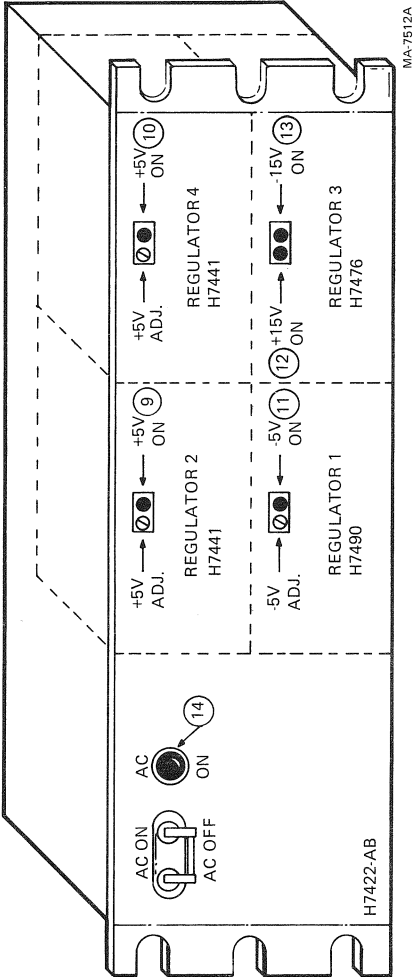 AC ON
AC OFF
AC
ON
14
H7422-AB
+5V
ADJ.
+5V
ON
9
REGULATOR 2
H7441
+5V
ADJ.
+5V
ON
10
REGULATOR 4
H7441
-5V
ADJ.
-5V
ON
11
REGULATOR 1
H7490
12
+15V
ON
-15V
ON
13
REGULATOR 3
H7476
MA-7512A